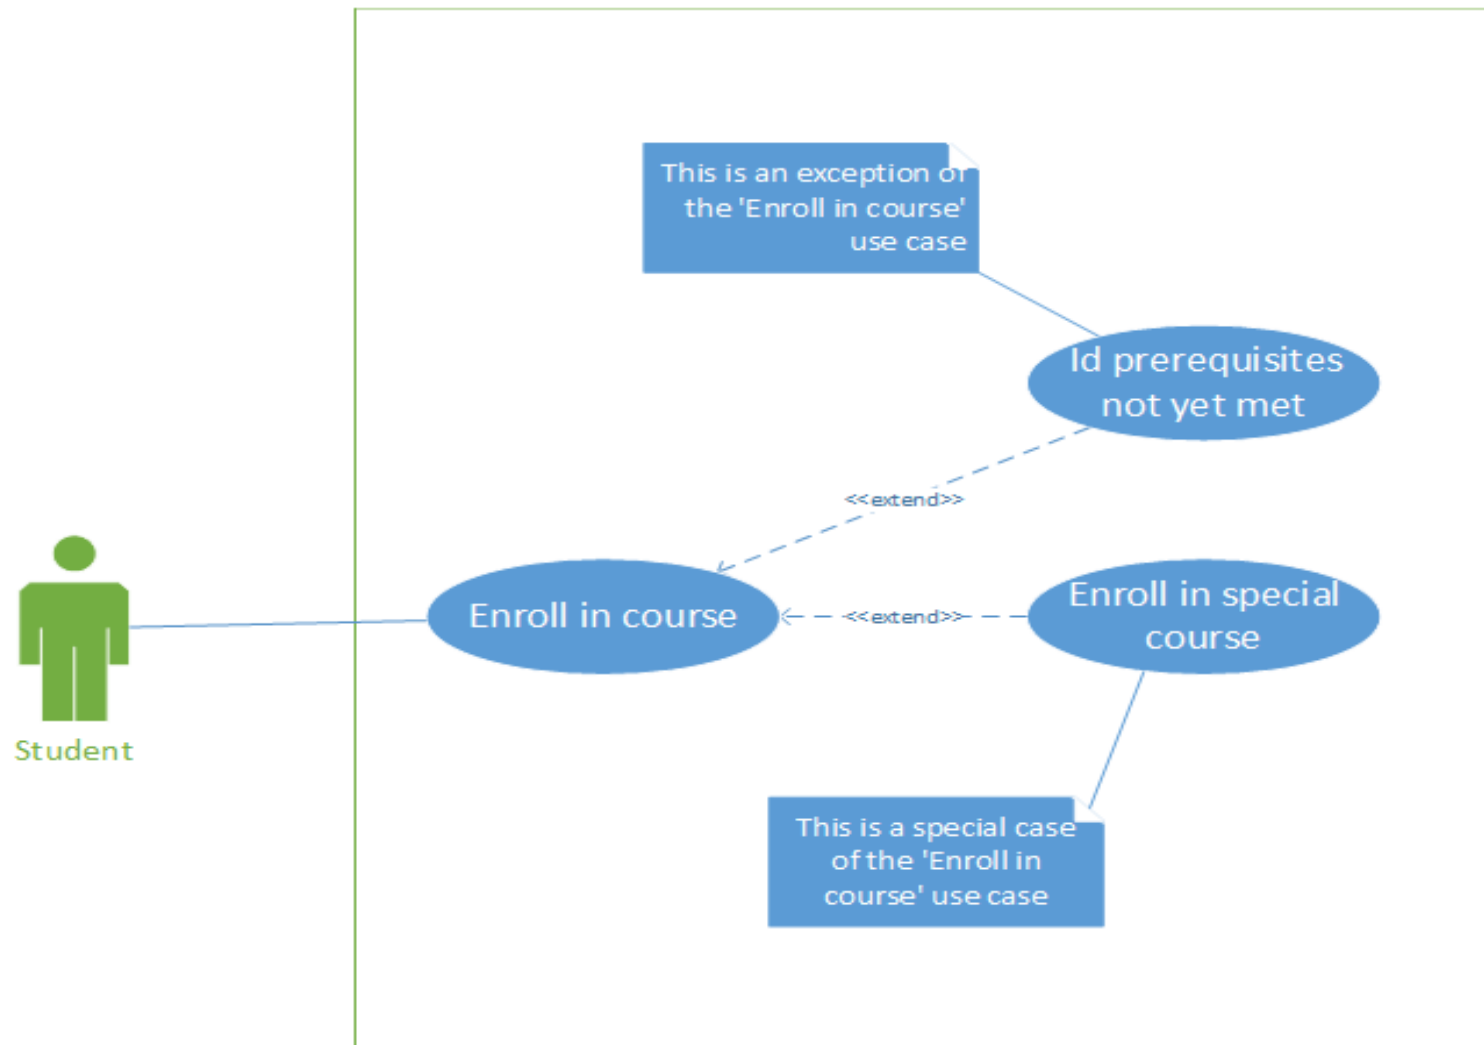 This is an exception of
the 'Enroll in course'
use case
Id prerequisites
not yet met
<<extend>>
Enroll in course
<<extend>>
Enroll in special
course
Student
This is a special case
of the 'Enroll in
course' use case